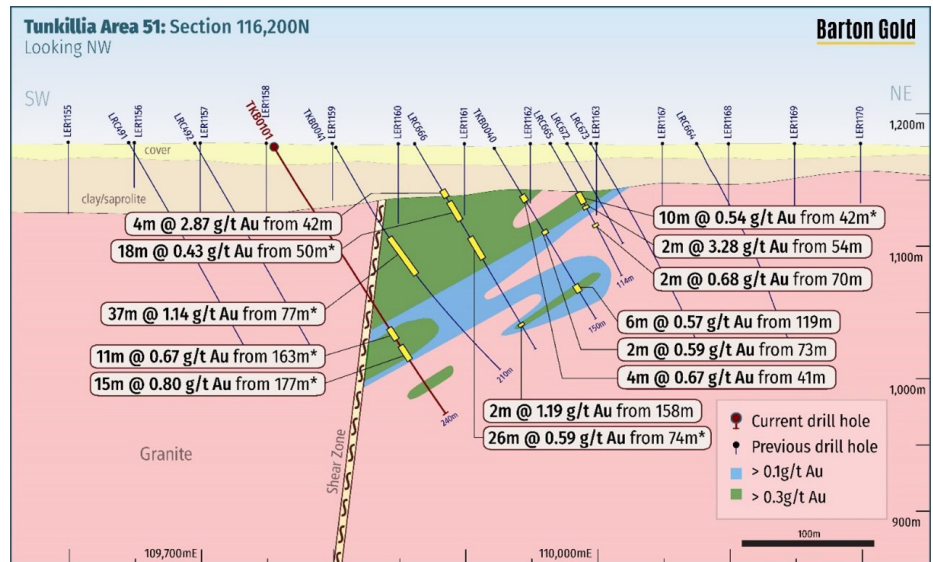 Tunkillia Area 51: Section 116,200N
Looking NW
Barton Gold
SW
NE
LER1155
LRC491
LER1156
LRC492
LER1157
LER1158
TKB0101
TKB0041
LER1159
LER1160
LRC666
LER1161
TKB0040
LER1162
LRC665
LRC672
LRC673
LER1163
LER1167
LRC664
LER1168
LER1169
LER1170
1,200m
cover
clay/saprolite
4m @ 2.87 g/t Au from 42m
18m @ 0.43 g/t Au from 50m*
37m @ 1.14 g/t Au from 77m*
11m @ 0.67 g/t Au from 163m*
15m @ 0.80 g/t Au from 177m*
10m @ 0.54 g/t Au from 42m*
2m @ 3.28 g/t Au from 54m
1,100m
2m @ 0.68 g/t Au from 70m
114m
150m
6m @ 0.57 g/t Au from 119m
2m @ 0.59 g/t Au from 73m
4m @ 0.67 g/t Au from 41m
210m
240m
1,000m
2m @ 1.19 g/t Au from 158m
26m @ 0.59 g/t Au from 74m*
Granite
Shear Zone
Current drill hole
Previous drill hole
> 0.1g/t Au
> 0.3g/t Au
900m
100m
109,700mE
110,000mE